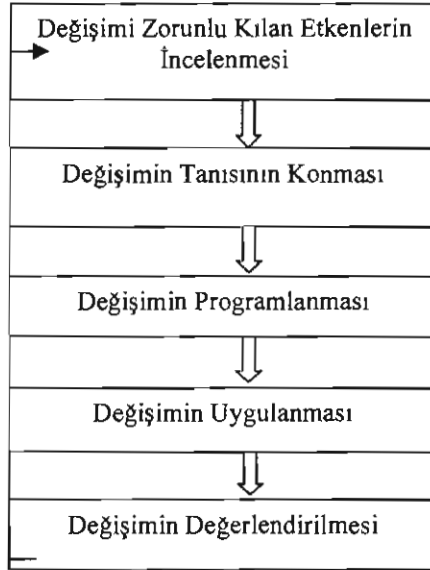 Değişimi Zorunlu Kılan Etkenlerin
İncelenmesi
Değişimin Tanısının Konması
Değişimin Programlanması
Değişimin Uygulanması
Değişimin Değerlendirilmesi